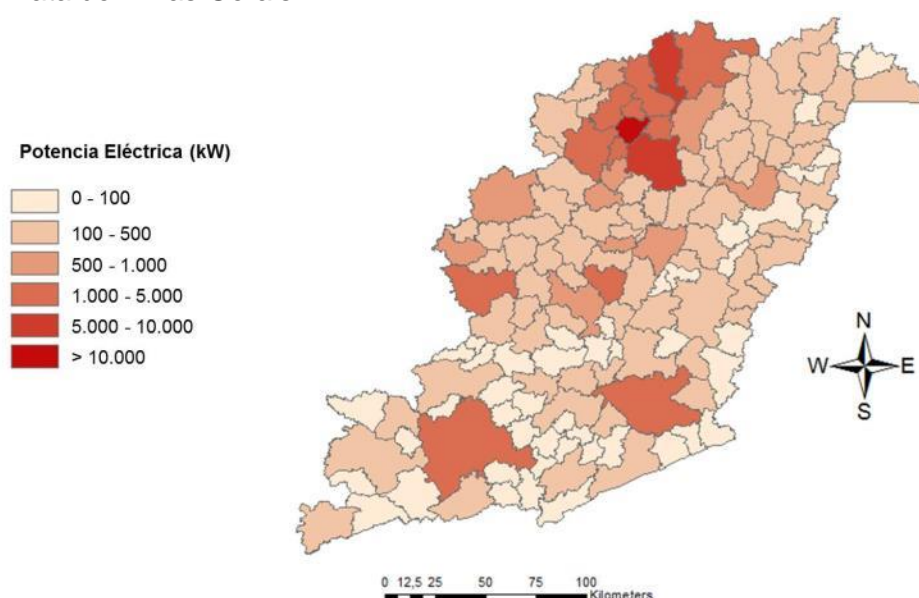 Potencia Eléctrica (kW)
0 - 100
100 - 500
500 - 1.000
1.000 - 5.000
5.000 - 10.000
> 10.000
N
W E
S
0 12,5 25 50 75 100
Kilometers